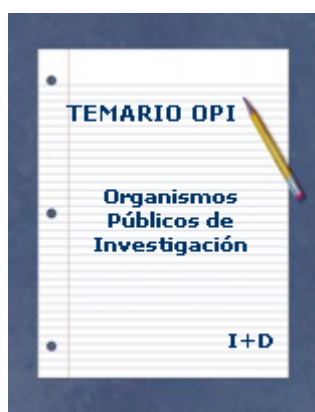 TEMARIO OPI
Organismos
Públicos de
Investigación
I+D